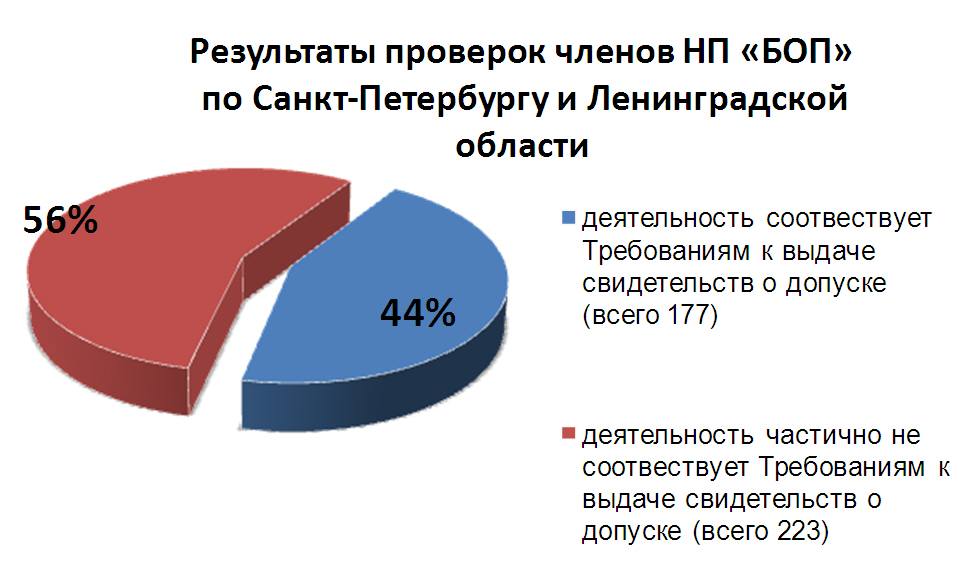 Результаты проверок членов НП «БОП»
по Санкт-Петербургу и Ленинградской
области
56%
44%
деятельность соотвествует
Требованиям к выдаче
свидетельств о допуске
(всего 177)
деятельность частично не
соотвествует Требованиям к
выдаче свидетельств о
допуске (всего 223)